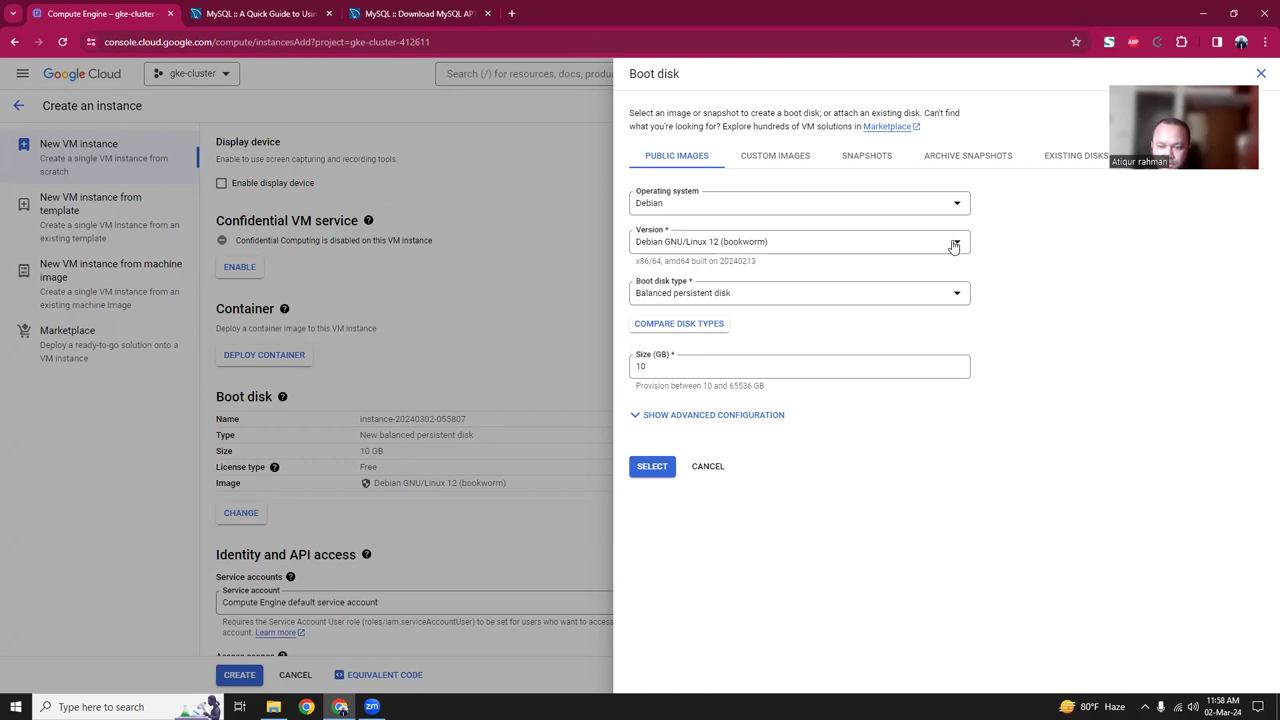 Compute Engine – gke-cluster
MySQL :: A Quick Guide to Usin
MySQL :: Download MySQL AP
console.cloud.google.com/compute/instancesAdd?project=gke-cluster-412611
Google Cloud
gke-cluster
Search (/) for resources, docs, produ
Create an instance
New VM instance
Create a single VM instance from
scratch
New VM instance from
template
Create a single VM instance from an
existing template
New VM instance from machine
image
Create a single VM instance from an
existing machine image
Marketplace
Deploy a ready-to-go solution onto a
VM instance
Display device
Enable to use screen capturing and recording tools.
Enable display device
Confidential VM service
Confidential Computing is disabled on this VM instance
ENABLE
Container
Deploy a container image to this VM instance
DEPLOY CONTAINER
Boot disk
Name instance-20240302-055807
Type New balanced persistent disk
Size 10 GB
License type Free
Image Debian GNU/Linux 12 (bookworm)
CHANGE
Identity and API access
Service accounts
Service account
Compute Engine default service account
Requires the Service Account User role (roles/iam.serviceAccountUser) to be set for users who want to access
account. Learn more
CREATE CANCEL EQUIVALENT CODE
Boot disk
Select an image or snapshot to create a boot disk; or attach an existing disk. Can't find
what you're looking for? Explore hundreds of VM solutions in Marketplace
Atiqur rahman
PUBLIC IMAGES CUSTOM IMAGES SNAPSHOTS ARCHIVE SNAPSHOTS EXISTING DISKS
Operating system
Debian
Version *
Debian GNU/Linux 12 (bookworm)
x86/64, amd64 built on 20240213
Boot disk type *
Balanced persistent disk
COMPARE DISK TYPES
Size (GB) *
10
Provision between 10 and 65536 GB
SHOW ADVANCED CONFIGURATION
SELECT CANCEL
Type here to search
80°F Haze
11:58 AM
02-Mar-24